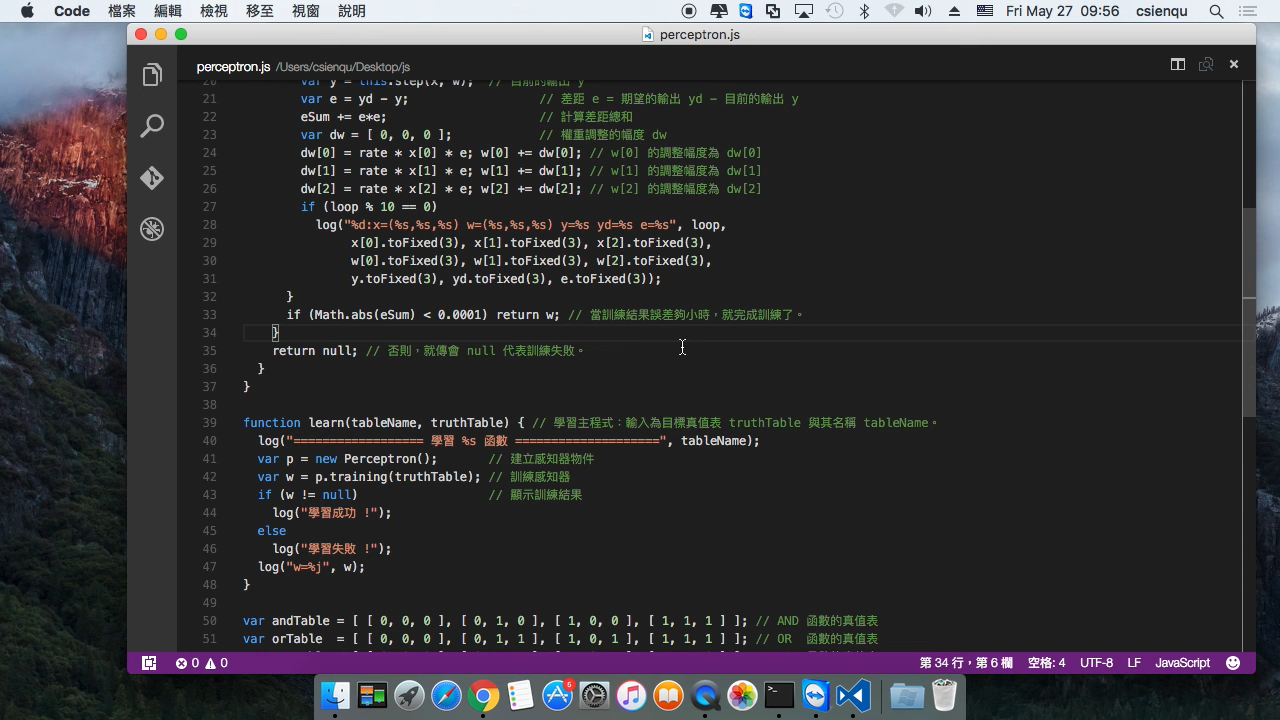 Code 檔案 編輯 檢視 移至 視窗 說明 Fri May 27 09:56 csienqu
perceptron.js
perceptron.js /Users/csienqu/Desktop/js
20 var y = this.step(x, w); // 目前的輸出 y
21 var e = yd - y; // 差距 e = 期望的輸出 yd - 目前的輸出 y
22 eSum += e*e; // 計算差距總和
23 var dw = [ 0, 0, 0 ]; // 權重調整的幅度 dw
24 dw[0] = rate * x[0] * e; w[0] += dw[0]; // w[0] 的調整幅度為 dw[0]
25 dw[1] = rate * x[1] * e; w[1] += dw[1]; // w[1] 的調整幅度為 dw[1]
26 dw[2] = rate * x[2] * e; w[2] += dw[2]; // w[2] 的調整幅度為 dw[2]
27 if (loop % 10 == 0)
28 log("%d:x=(%s,%s,%s) w=(%s,%s,%s) y=%s yd=%s e=%s", loop,
29 x[0].toFixed(3), x[1].toFixed(3), x[2].toFixed(3),
30 w[0].toFixed(3), w[1].toFixed(3), w[2].toFixed(3),
31 y.toFixed(3), yd.toFixed(3), e.toFixed(3));
32 }
33 if (Math.abs(eSum) < 0.0001) return w; // 當訓練結果誤差夠小時，就完成訓練了。
34 }
35 return null; // 否則，就傳會 null 代表訓練失敗。
36 }
37 }
38
39 function learn(tableName, truthTable) { // 學習主程式：輸入為目標真值表 truthTable 與其名稱 tableName。
40 log("================== 學習 %s 函數 ====================", tableName);
41 var p = new Perceptron(); // 建立感知器物件
42 var w = p.training(truthTable); // 訓練感知器
43 if (w != null) // 顯示訓練結果
44 log("學習成功 !");
45 else
46 log("學習失敗 !");
47 log("w=%j", w);
48 }
49
50 var andTable = [ [ 0, 0, 0 ], [ 0, 1, 0 ], [ 1, 0, 0 ], [ 1, 1, 1 ] ]; // AND 函數的真值表
51 var orTable = [ [ 0, 0, 0 ], [ 0, 1, 1 ], [ 1, 0, 1 ], [ 1, 1, 1 ] ]; // OR 函數的真值表
0 0 第 34 行，第 6 欄 空格: 4 UTF-8 LF JavaScript
6